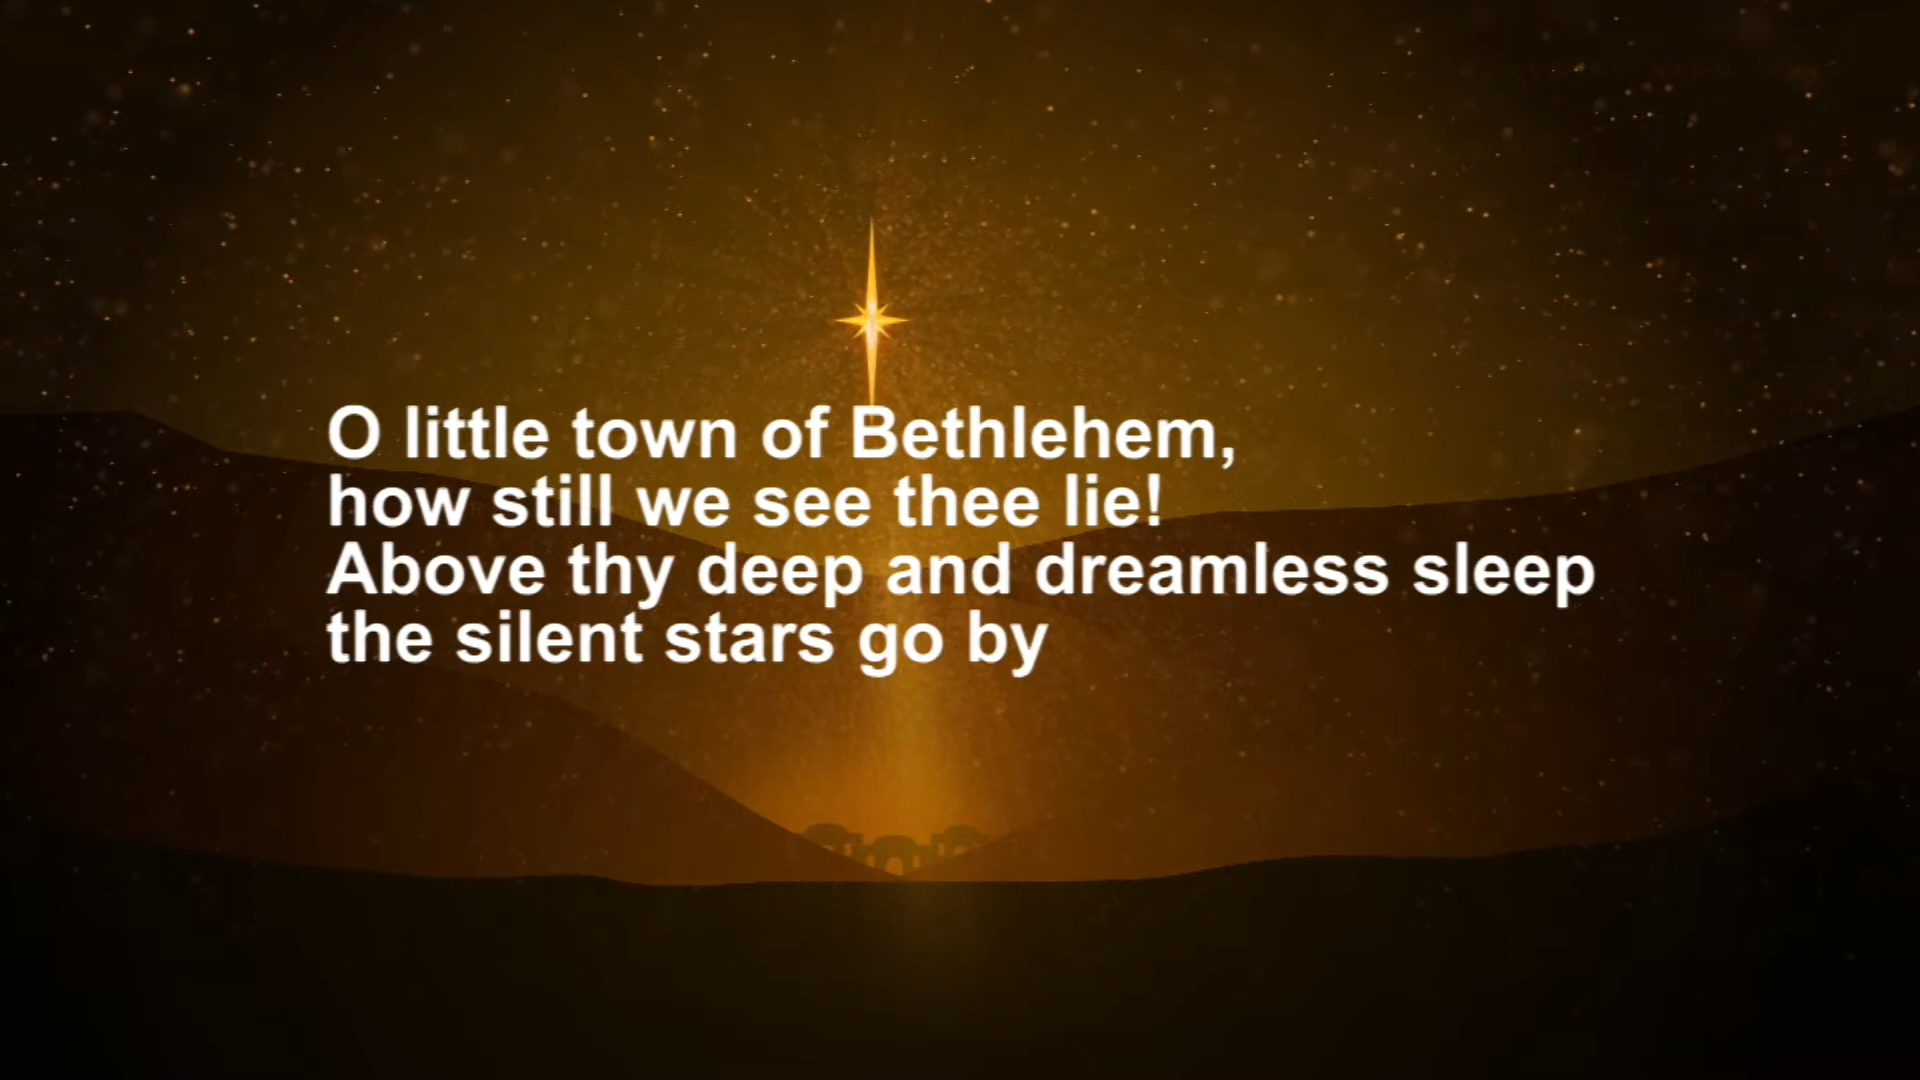 O little town of Bethlehem,
how still we see thee lie!
Above thy deep and dreamless sleep
the silent stars go by